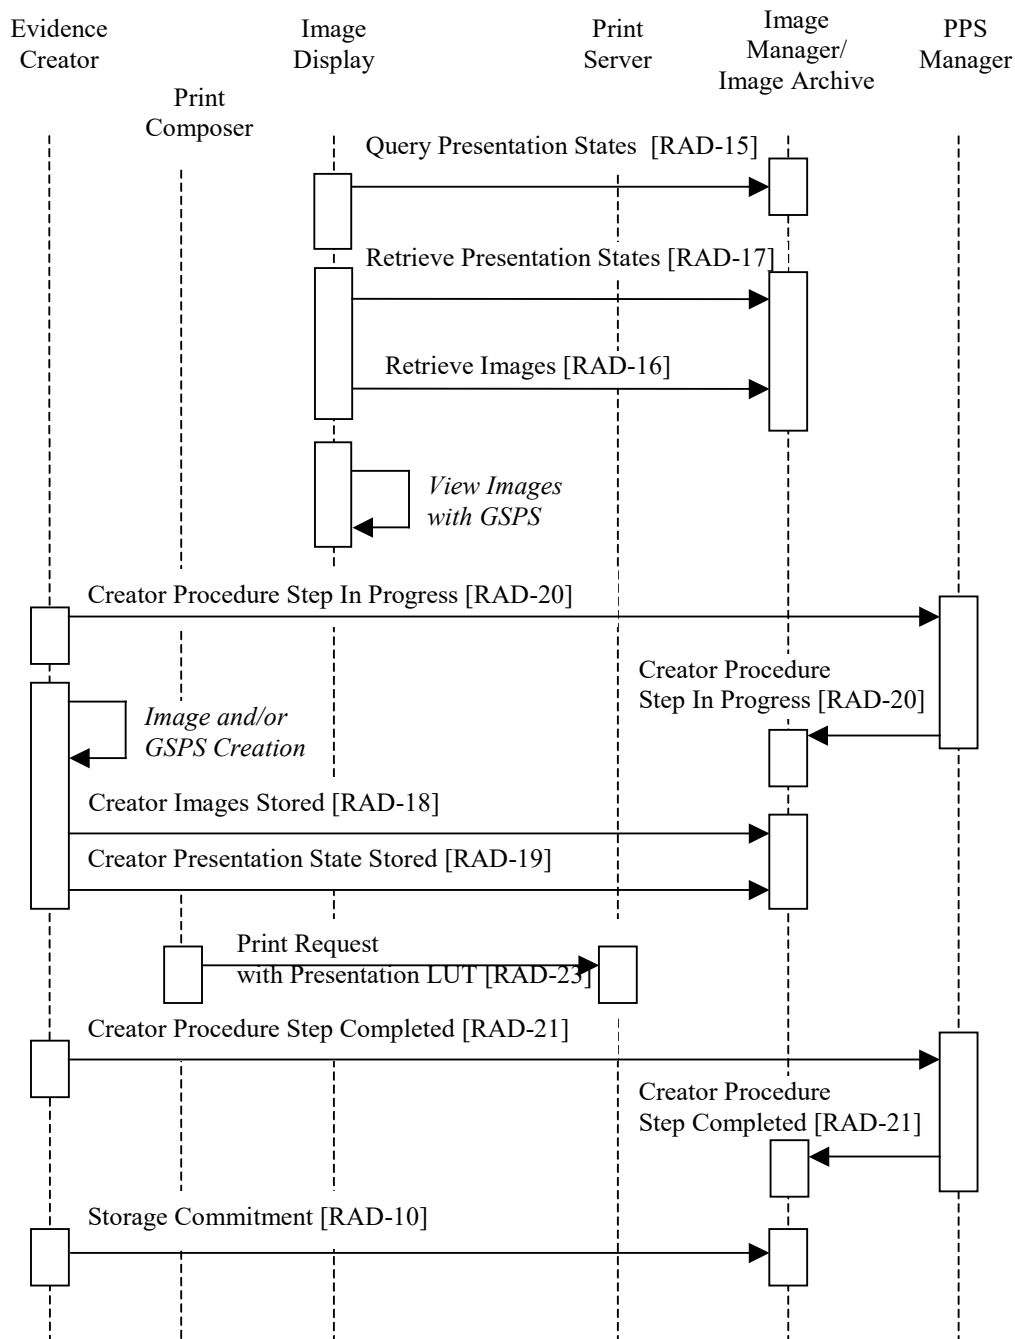 Evidence
Creator
Print
Composer
Image
Display
Print
Server
Image
Manager/
Image Archive
PPS
Manager
Query Presentation States [RAD-15]
Retrieve Presentation States [RAD-17]
Retrieve Images [RAD-16]
View Images
with GSPS
Creator Procedure Step In Progress [RAD-20]
Creator Procedure
Step In Progress [RAD-20]
Image and/or
GSPS Creation
Creator Images Stored [RAD-18]
Creator Presentation State Stored [RAD-19]
Print Request
with Presentation LUT [RAD-23]
Creator Procedure Step Completed [RAD-21]
Creator Procedure
Step Completed [RAD-21]
Storage Commitment [RAD-10]